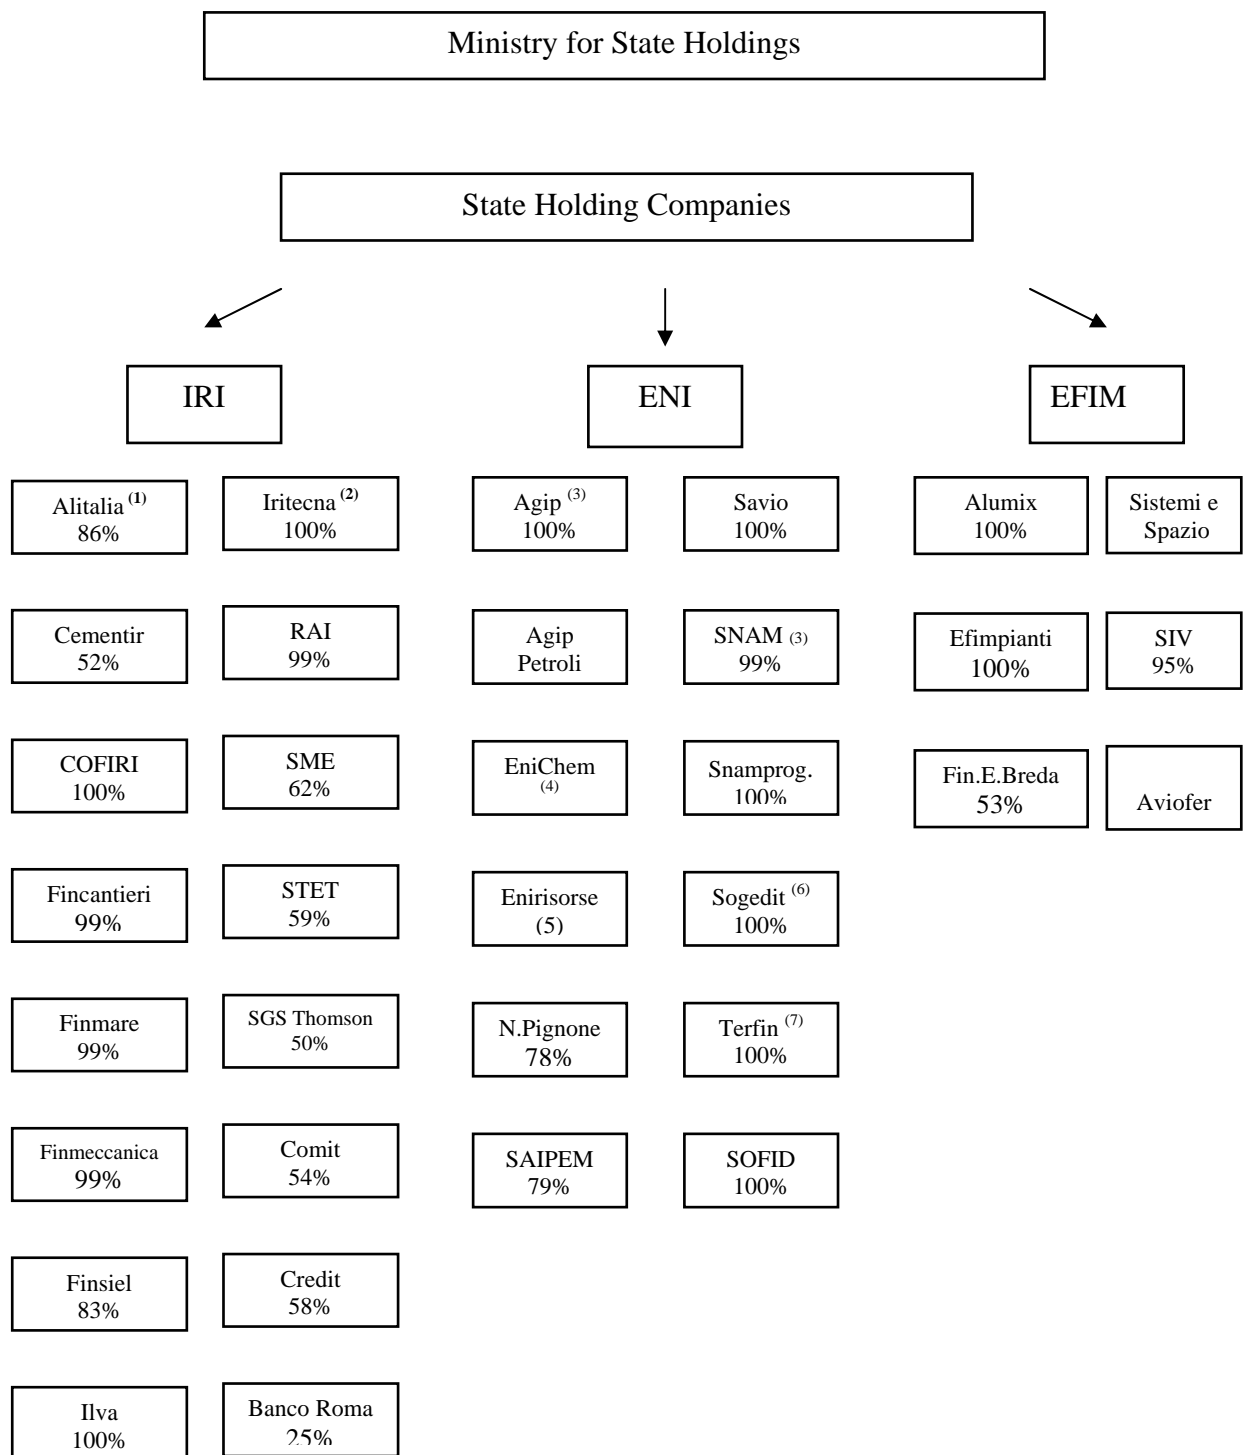 Ministry for State Holdings
State Holding Companies
IRI
ENI
EFIM
Alitalia (1)
86%
Iritecna (2)
100%
Agip (3)
100%
Savio
100%
Alumix
100%
Sistemi e
Spazio
Cementir
52%
RAI
99%
Agip
Petroli
SNAM (3)
99%
Efimpianti
100%
SIV
95%
COFIRI
100%
SME
62%
EniChem
(4)
Snamprog.
100%
Fin.E.Breda
53%
Aviofer
Fincantieri
99%
STET
59%
Enirisorse
(5)
Sogedit (6)
100%
Finmare
99%
SGS Thomson
50%
N.Pignone
78%
Terfin (7)
100%
Finmeccanica
99%
Comit
54%
SAIPEM
79%
SOFID
100%
Finsiel
83%
Credit
58%
Ilva
100%
Banco Roma
25%